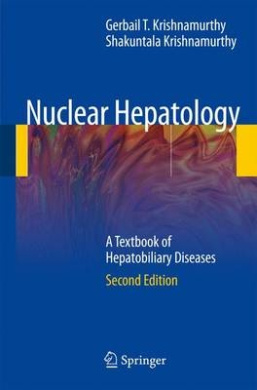 Gerbail T. Krishnamurthy
Shakuntala Krishnamurthy
Nuclear Hepatology
A Textbook of
Hepatobiliary Diseases
Second Edition
Springer